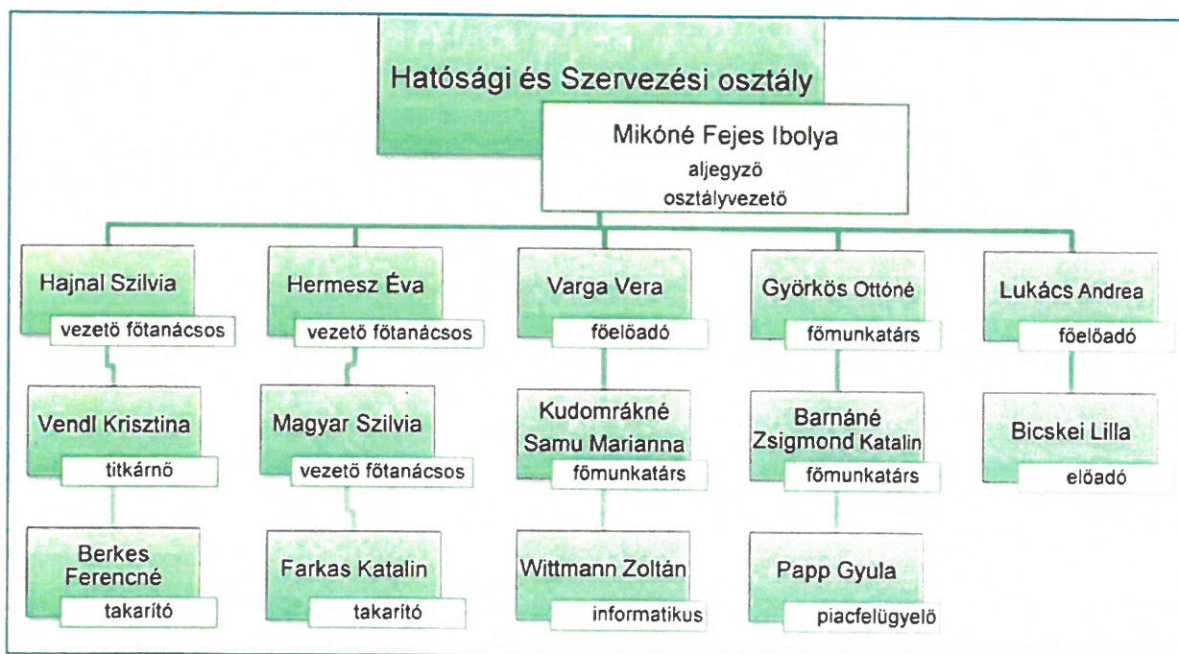 Hatósági és Szervezési osztály
Mikóné Fejes Ibolya
aljegyző
osztályvezető
Hajnal Szilvia
vezető főtanácsos
Hermesz Éva
vezető főtanácsos
Varga Vera
főelőadó
Györkös Ottóné
főmunkatárs
Lukács Andrea
főelőadó
Vendl Krisztina
titkárnő
Magyar Szilvia
vezető főtanácsos
Kudomrákné
Samu Marianna
főmunkatárs
Barnáné
Zsigmond Katalin
főmunkatárs
Bicskei Lilla
előadó
Berkes
Ferencné
takarító
Farkas Katalin
takarító
Wittmann Zoltán
informatikus
Papp Gyula
piacfelügyelő